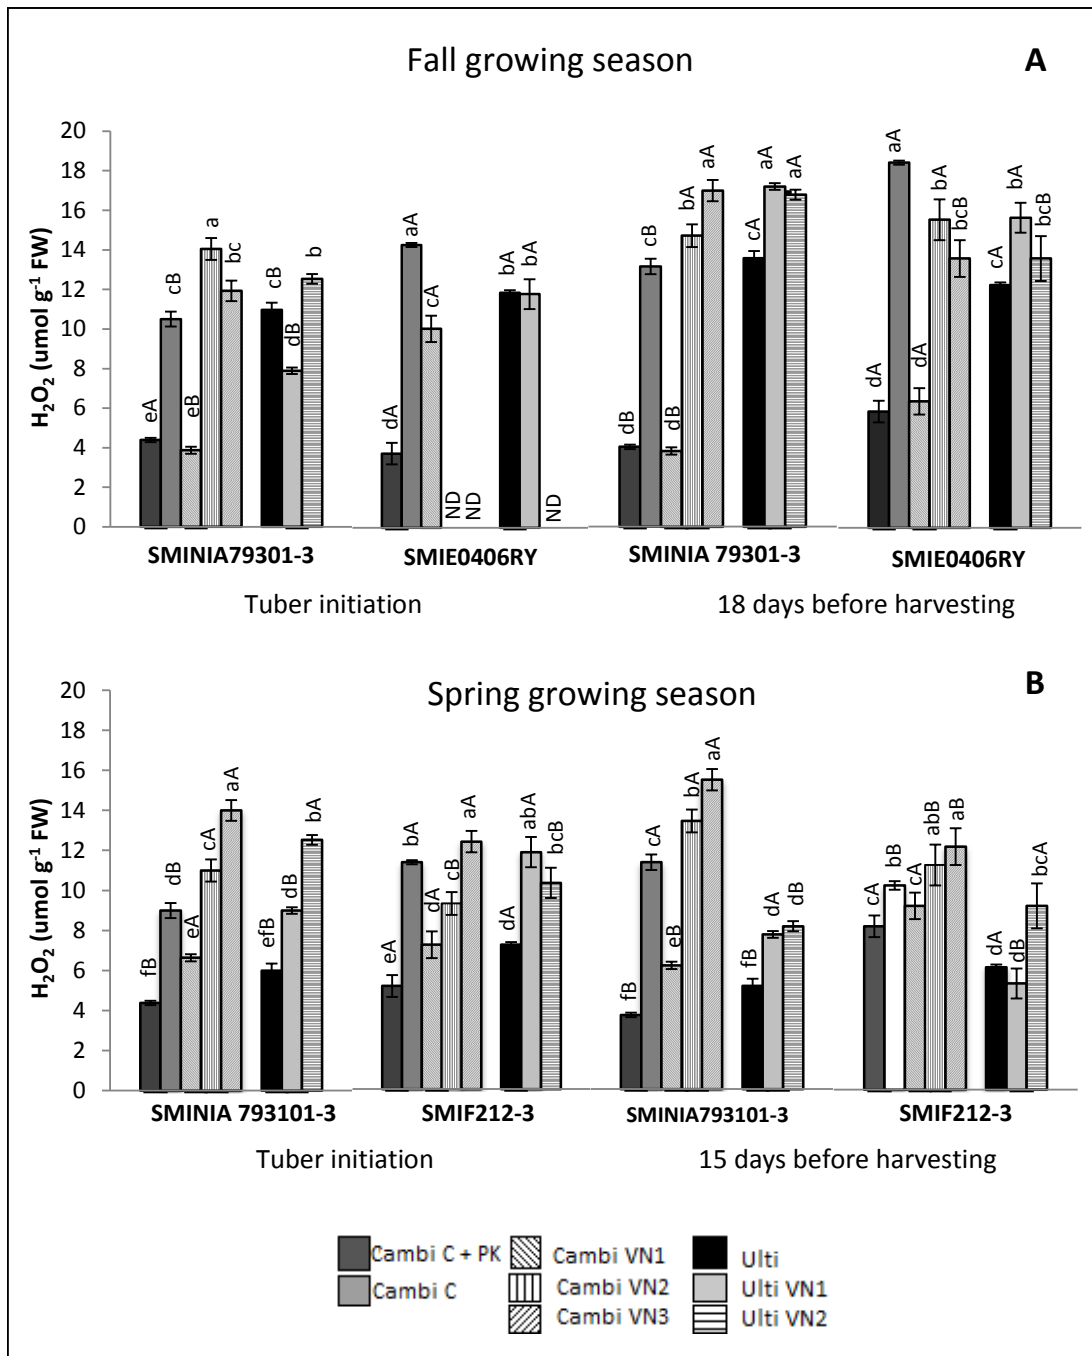 Fall growing season
A
H₂O₂ (umol g⁻¹ FW)
20
18
16
14
12
10
8
6
4
2
0
eA cB eB a bc cB dB b
dA aA cA ND ND bA bA ND
dB cB dB bA aA cA aA aA
dA aA dA bA bcB cA bA bcB
SMINIA79301-3 SMIE0406RY SMINIA 79301-3 SMIE0406RY
Tuber initiation 18 days before harvesting
Spring growing season
B
H₂O₂ (umol g⁻¹ FW)
20
18
16
14
12
10
8
6
4
2
0
fB dB eA cA aA efB dB bA
eA bA dA cB aA dA abA bcB
fB cA eB bA aA fB dA dB
cA bB cA abB aB dA dB bcA
SMINIA 793101-3 SMIF212-3 SMINIA793101-3 SMIF212-3
Tuber initiation 15 days before harvesting
Cambi C + PK Cambi VN1 Ulti
Cambi C Cambi VN2 Ulti VN1
Cambi VN3 Ulti VN2